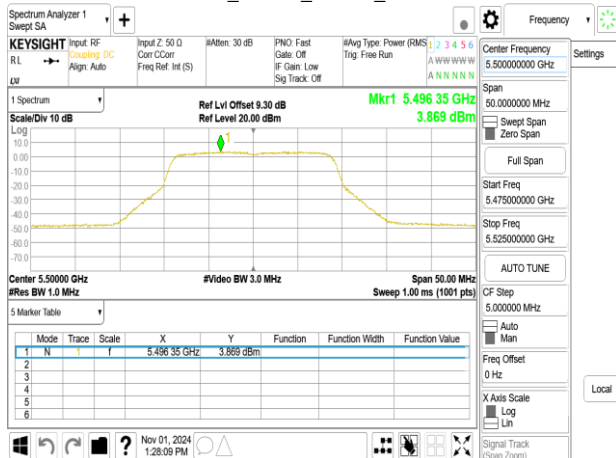 Spectrum Analyzer 1
Swept SA
+
Frequency
KEYSIGHT
Input: RF
Coupling: DC
Align: Auto
Input Z: 50 Ω
Corr CCorr
Freq Ref: Int (S)
#Atten: 30 dB
PNO: Fast
Gate: Off
IF Gain: Low
Sig Track: Off
#Avg Type: Power (RMS
Trig: Free Run
1 2 3 4 5 6
A W W W W W
A N N N N N
RL
LXI
Center Frequency
5.500000000 GHz
Settings
Span
50.0000000 MHz
Swept Span
Zero Span
Full Span
Start Freq
5.475000000 GHz
Stop Freq
5.525000000 GHz
AUTO TUNE
CF Step
5.000000 MHz
Auto
Man
Freq Offset
0 Hz
X Axis Scale
Log
Lin
Local
Signal Track
(Span Zoom)
1 Spectrum
Scale/Div 10 dB
Ref Lvl Offset 9.30 dB
Ref Level 20.00 dBm
Mkr1 5.496 35 GHz
3.869 dBm
Log
10.0
0.00
-10.0
-20.0
-30.0
-40.0
-50.0
-60.0
-70.0
1
Center 5.50000 GHz
#Video BW 3.0 MHz
Span 50.00 MHz
#Res BW 1.0 MHz
Sweep 1.00 ms (1001 pts)
5 Marker Table
Mode Trace Scale X Y Function Function Width Function Value
1 N 1 f 5.496 35 GHz 3.869 dBm
2
3
4
5
6
?
Nov 01, 2024
1:28:09 PM